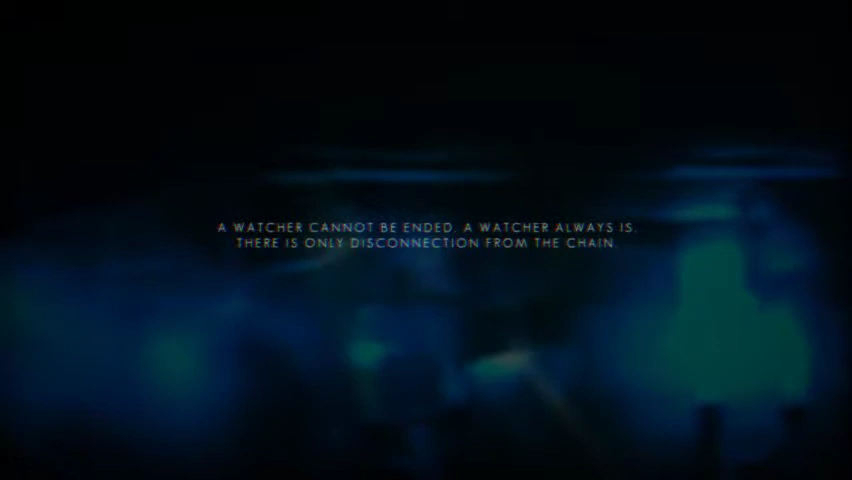 A WATCHER CANNOT BE ENDED. A WATCHER ALWAYS IS.
THERE IS ONLY DISCONNECTION FROM THE CHAIN.